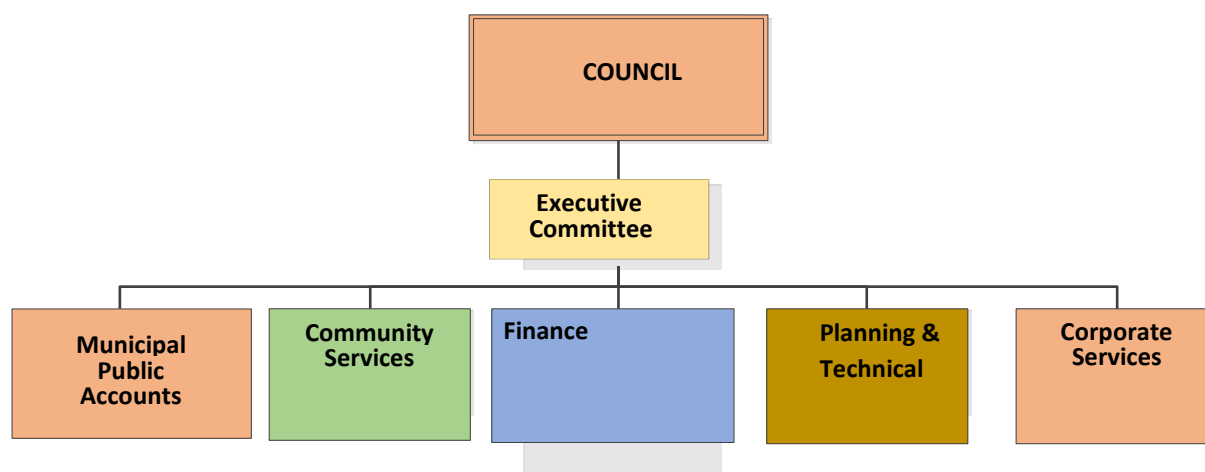 COUNCIL
Executive
Committee
Municipal
Public
Accounts
Community
Services
Finance
Planning &
Technical
Corporate
Services